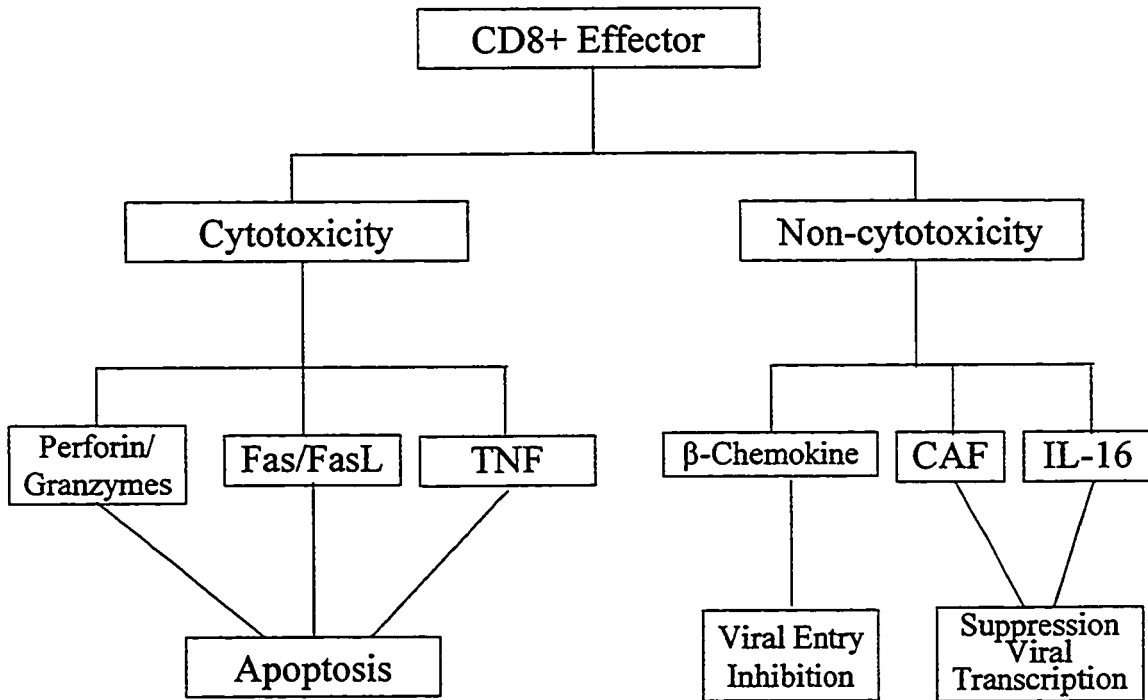 CD8+ Effector
Cytotoxicity
Non-cytotoxicity
Perforin/
Granzymes
Fas/FasL
TNF
β-Chemokine
CAF
IL-16
Apoptosis
Viral Entry
Inhibition
Suppression
Viral
Transcription